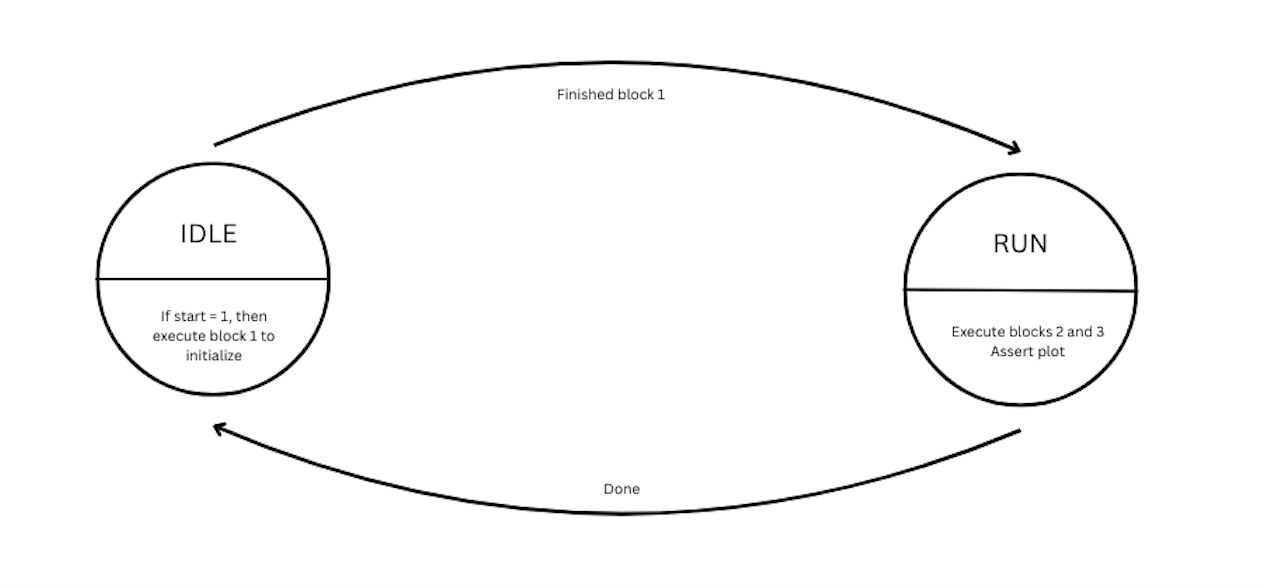 Finished block 1
IDLE
If start = 1, then
execute block 1 to
initialize
RUN
Execute blocks 2 and 3
Assert plot
Done